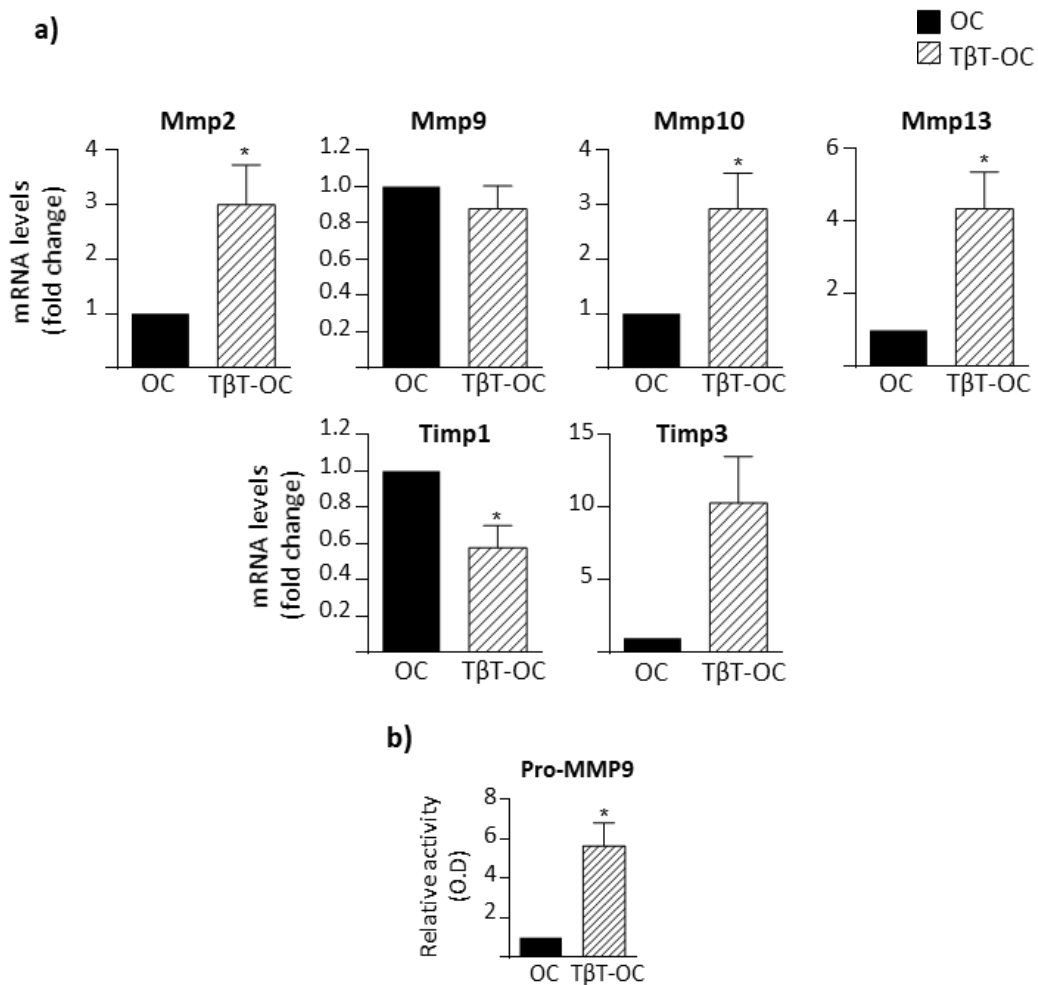 a)
OC
TβT-OC
Mmp2
Mmp9
Mmp10
Mmp13
mRNA levels
(fold change)
4
3
2
1
OC TβT-OC
1.2
1.0
0.8
0.6
0.4
0.2
OC TβT-OC
4
3
2
1
OC TβT-OC
6
4
2
OC TβT-OC
*
*
*
Timp1
Timp3
mRNA levels
(fold change)
1.2
1.0
0.8
0.6
0.4
0.2
*
OC TβT-OC
15
10
5
OC TβT-OC
b)
Pro-MMP9
Relative activity
(O.D)
8
6
4
2
*
OC TβT-OC